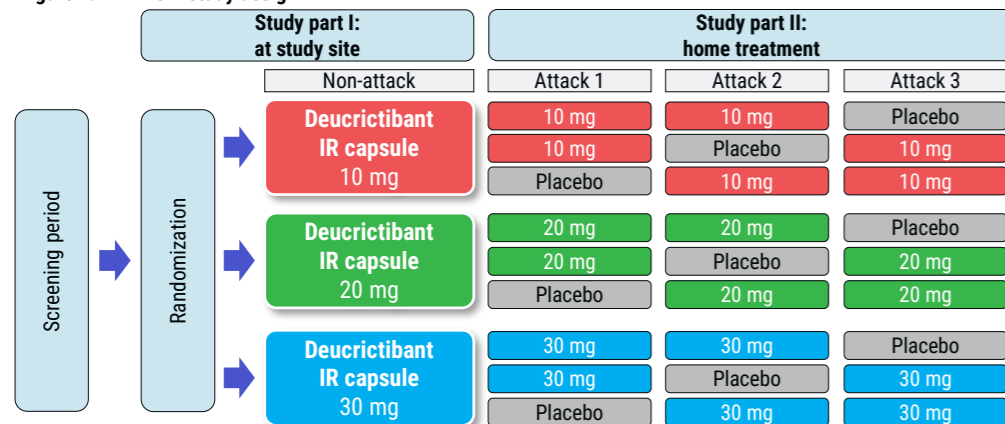 Study part I:
at study site
Study part II:
home treatment
Non-attack
Attack 1
Attack 2
Attack 3
Screening period
Randomization
Deucrictibant
IR capsule
10 mg
10 mg
10 mg
Placebo
10 mg
Placebo
10 mg
Placebo
10 mg
10 mg
Deucrictibant
IR capsule
20 mg
20 mg
20 mg
Placebo
20 mg
Placebo
20 mg
Placebo
20 mg
20 mg
Deucrictibant
IR capsule
30 mg
30 mg
30 mg
Placebo
30 mg
Placebo
30 mg
Placebo
30 mg
30 mg